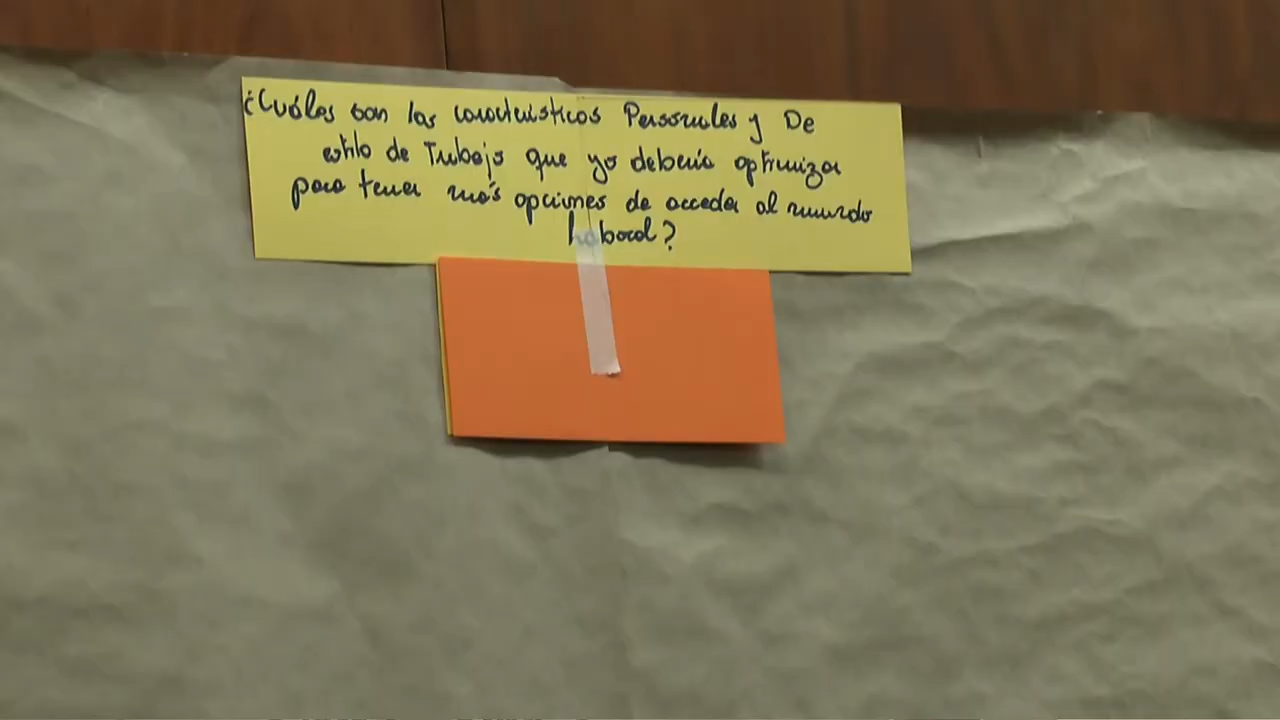 ¿Cuáles son las características Personales y De
estilo de Trabajo que yo debería optimizar
para tener más opciones de acceder al mundo
laboral?